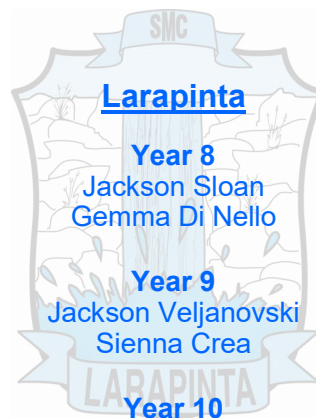 SMC
Larapinta
Year 8
Jackson Sloan
Gemma Di Nello
Year 9
Jackson Veljanovski
Sienna Crea
LARAPINTA
Year 10